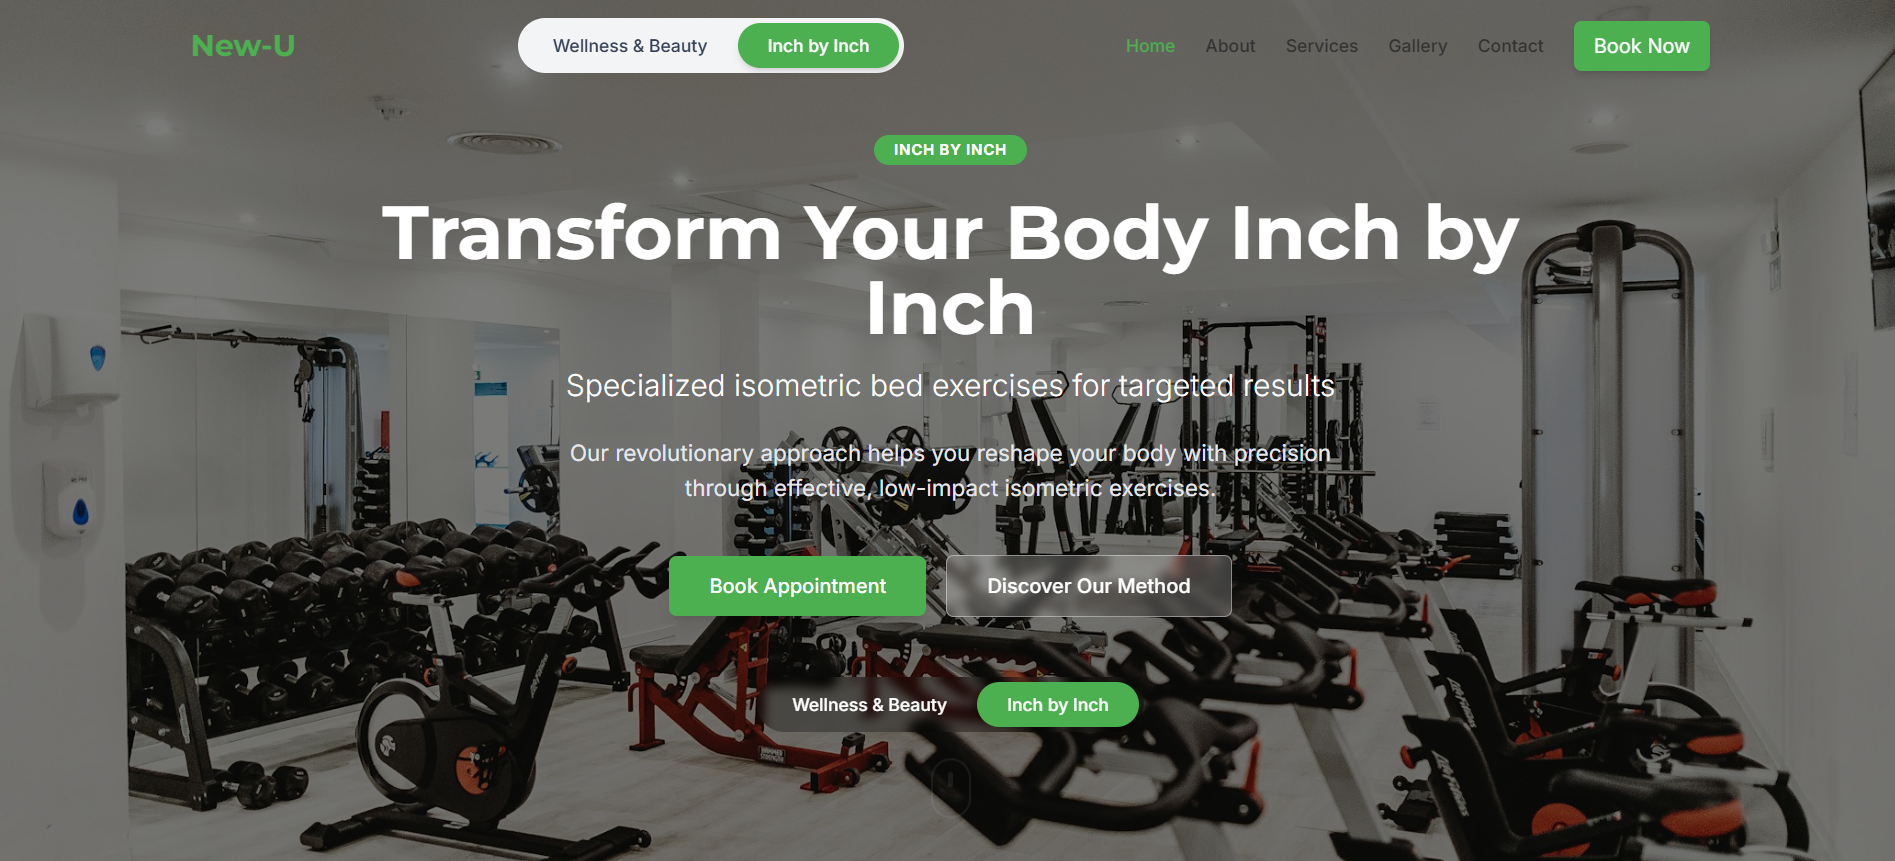 New-U
Wellness & Beauty
Inch by Inch
Home
About
Services
Gallery
Contact
Book Now
INCH BY INCH
Transform Your Body Inch by
Inch
Specialized isometric bed exercises for targeted results
Our revolutionary approach helps you reshape your body with precision
through effective, low-impact isometric exercises.
Book Appointment
Discover Our Method
Wellness & Beauty
Inch by Inch
HAMMER
STRENGTH